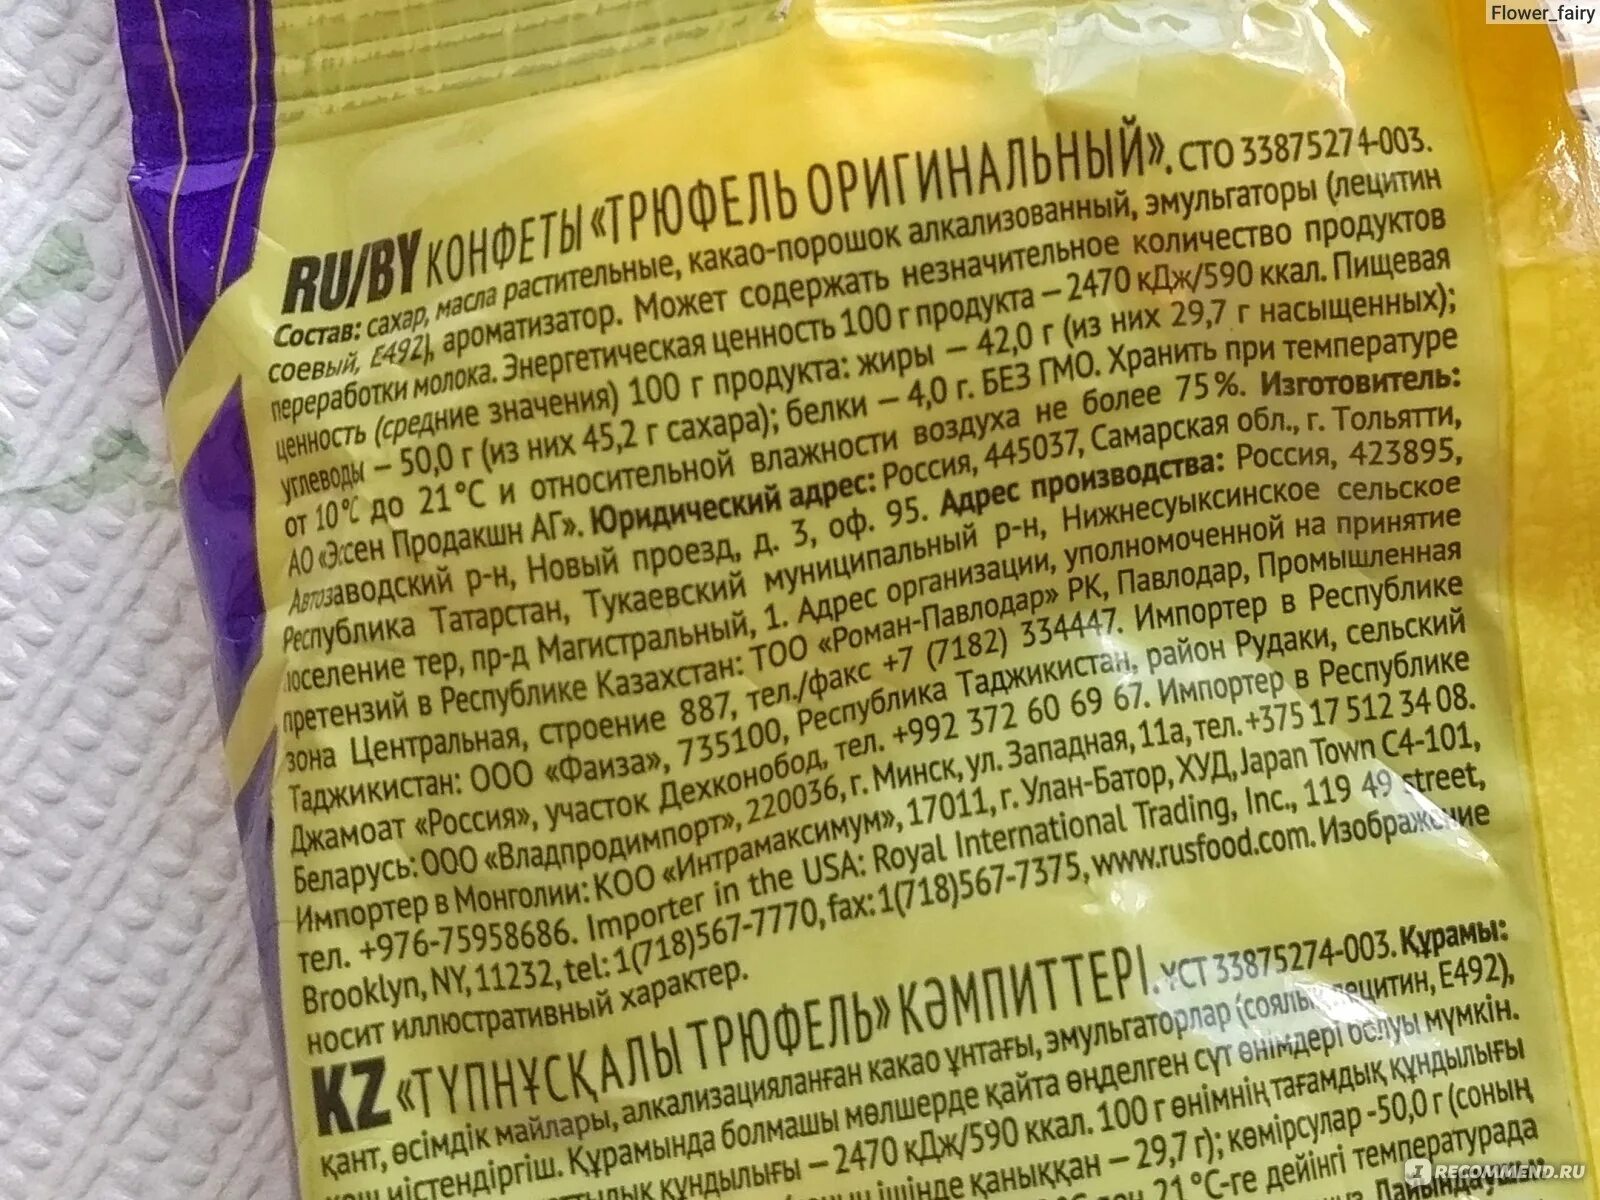 Flower_fairy
RU/BY КОНФЕТЫ «ТРЮФЕЛЬ ОРИГИНАЛЬНЫЙ». СТО 33875274-003.
Состав: сахар, масла растительные, какао-порошок алкализованный, эмульгаторы (лецитин
соевый, Е492), ароматизатор. Может содержать незначительное количество продуктов
переработки молока. Энергетическая ценность 100 г продукта – 2470 кДж/590 ккал. Пищевая
ценность (средние значения) 100 г продукта: жиры – 42,0 г (из них 29,7 г насыщенных);
углеводы – 50,0 г (из них 45,2 г сахара); белки – 4,0 г. БЕЗ ГМО. Хранить при температуре
от 10°С до 21°С и относительной влажности воздуха не более 75%. Изготовитель:
АО «Эссен Продакшн АГ». Юридический адрес: Россия, 445037, Самарская обл., г. Тольятти,
Автозаводский р-н, Новый проезд, д. 3, оф. 95. Адрес производства: Россия, 423895,
Республика Татарстан, Тукаевский муниципальный р-н, Нижнесуыксинское сельское
поселение тер, пр-д Магистральный, 1. Адрес организации, уполномоченной на принятие
претензий в Республике Казахстан: ТОО «Роман-Павлодар» РК, Павлодар, Промышленная
зона Центральная, строение 887, тел./факс +7 (7182) 334447. Импортер в Республике
Таджикистан: ООО «Фаиза», 735100, Республика Таджикистан, район Рудаки, сельский
Джамоат «Россия», участок Дехконобод, тел. +992 372 60 69 67. Импортер в Республике
Беларусь: ООО «Владпродимпорт», 220036, г. Минск, ул. Западная, 11а, тел. +375 17 512 34 08.
Импортер в Монголии: КОО «Интрамаксимум», 17011, г. Улан-Батор, ХУД, Japan Town C4-101,
тел. +976-75958686. Importer in the USA: Royal International Trading, Inc., 119 49 street,
Brooklyn, NY, 11232, tel: 1(718)567-7770, fax: 1(718)567-7375, www.rusfood.com. Изображение
носит иллюстративный характер.
KZ «ТҮПНҰСҚАЛЫ ТРЮФЕЛЬ» КӘМПИТТЕРІ. ҰСТ 33875274-003. Құрамы:
қант, өсімдік майлары, алкализацияланған какао ұнтағы, эмульгаторлар (соялы лецитин, Е492),
хош иістендіргіш. Құрамында болмашы мөлшерде қайта өңделген сүт өнімдері болуы мүмкін.
құндылығы – 2470 кДж/590 ккал. 100 г өнімнің тағамдық құндылығы
ішінде қаныққан – 29,7 г); көмірсулар -50,0 г (соның
21 °С-ге дейінгі температурада
IRECOMMEND.RU